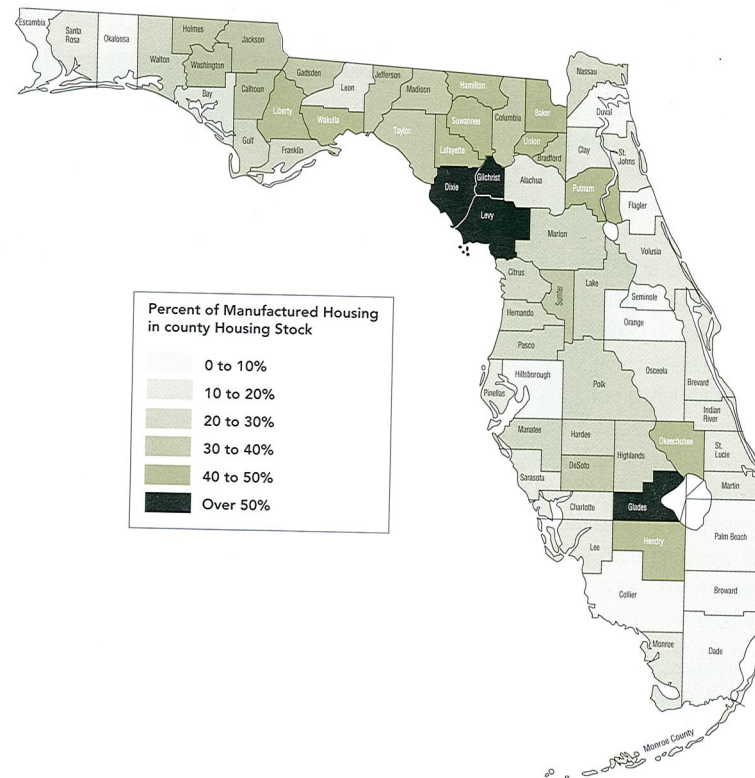 Escambia
Santa
Rosa
Okaloosa
Walton
Holmes
Washington
Jackson
Bay
Calhoun
Gulf
Liberty
Gadsden
Franklin
Leon
Wakulla
Jefferson
Madison
Taylor
Hamilton
Suwannee
Lafayette
Columbia
Baker
Union
Bradford
Nassau
Duval
Clay
St.
Johns
Dixie
Gilchrist
Levy
Alachua
Putnam
Flagler
Marion
Volusia
Citrus
Sumter
Lake
Hernando
Seminole
Orange
Pasco
Hillsborough
Pinellas
Polk
Osceola
Brevard
Indian
River
Manatee
Hardee
Highlands
Okeechobee
St.
Lucie
Sarasota
DeSoto
Martin
Charlotte
Glades
Lee
Hendry
Palm Beach
Collier
Broward
Monroe
Dade
Monroe County
Percent of Manufactured Housing
in county Housing Stock
0 to 10%
10 to 20%
20 to 30%
30 to 40%
40 to 50%
Over 50%